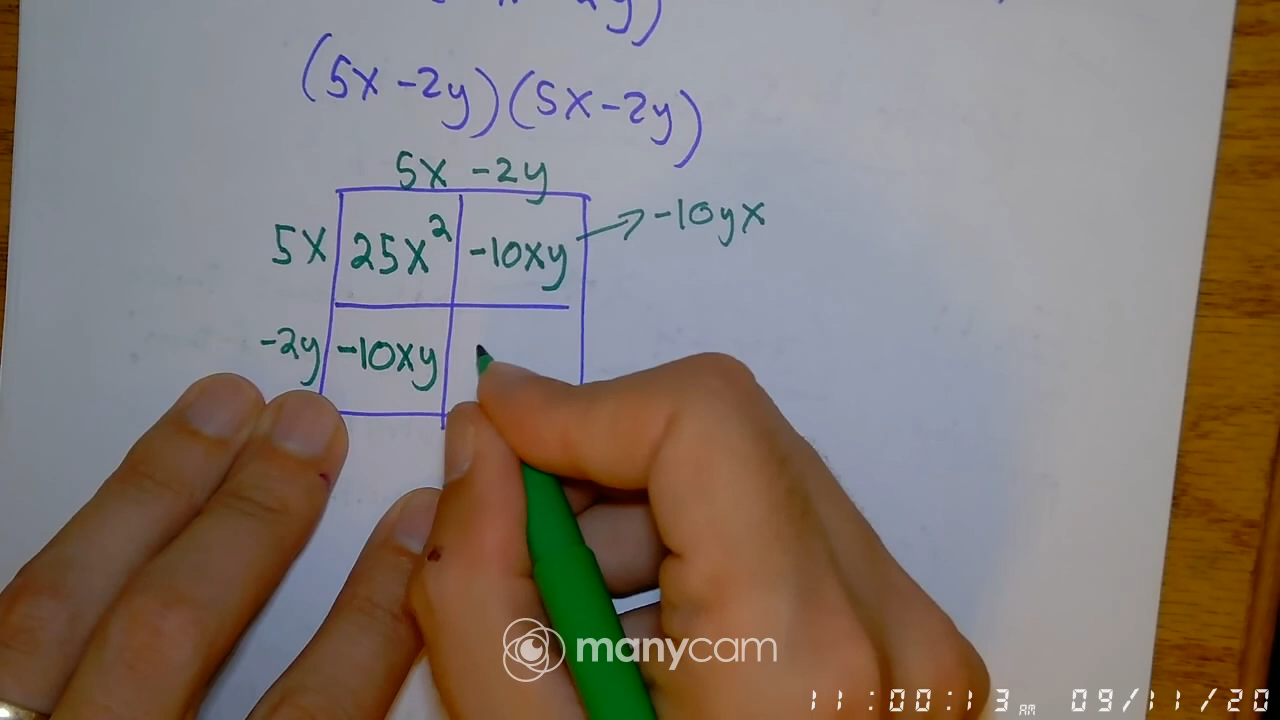 (5x - 2y)(5x - 2y)
5x -2y
5x 25x² -10xy → -10yx
-2y -10xy
manycam
11:00:13 AM 09/11/20